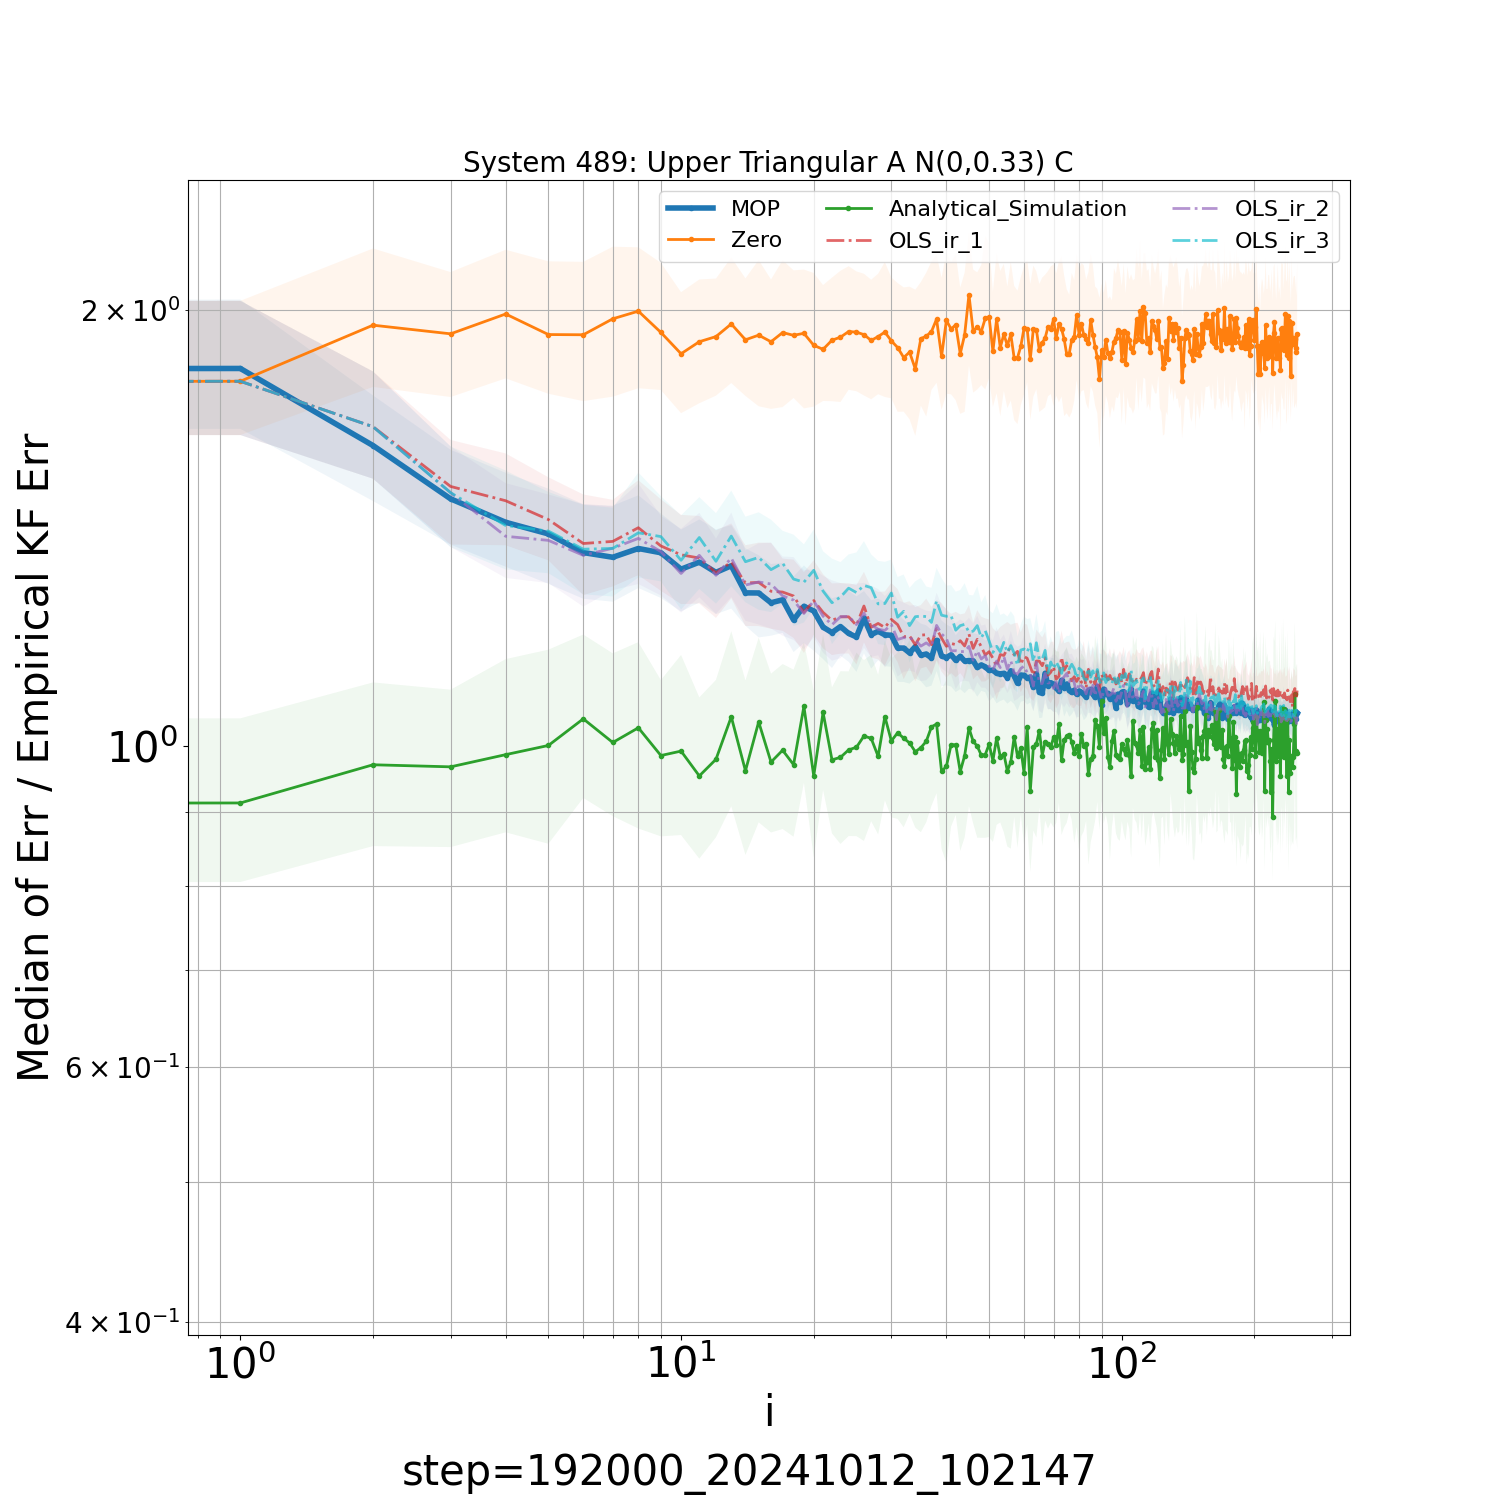 System 489: Upper Triangular A N(0,0.33) C
MOP
Zero
Analytical_Simulation
OLS_ir_1
OLS_ir_2
OLS_ir_3
Median of Err / Empirical KF Err
2 × 10⁰
10⁰
6 × 10⁻¹
4 × 10⁻¹
10⁰ 10¹ 10²
i
step=192000_20241012_102147